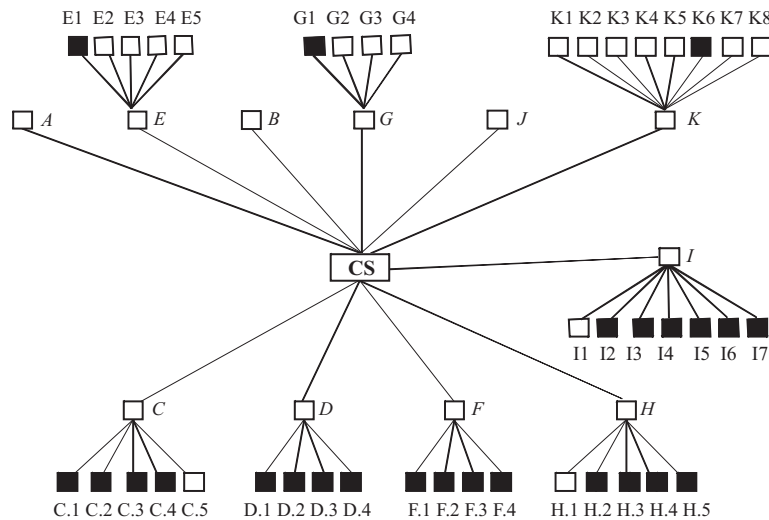 E1 E2 E3 E4 E5
G1 G2 G3 G4
K1 K2 K3 K4 K5 K6 K7 K8
A
E
B
G
J
K
CS
I
I1 I2 I3 I4 I5 I6 I7
C
D
F
H
C.1 C.2 C.3 C.4 C.5
D.1 D.2 D.3 D.4
F.1 F.2 F.3 F.4
H.1 H.2 H.3 H.4 H.5